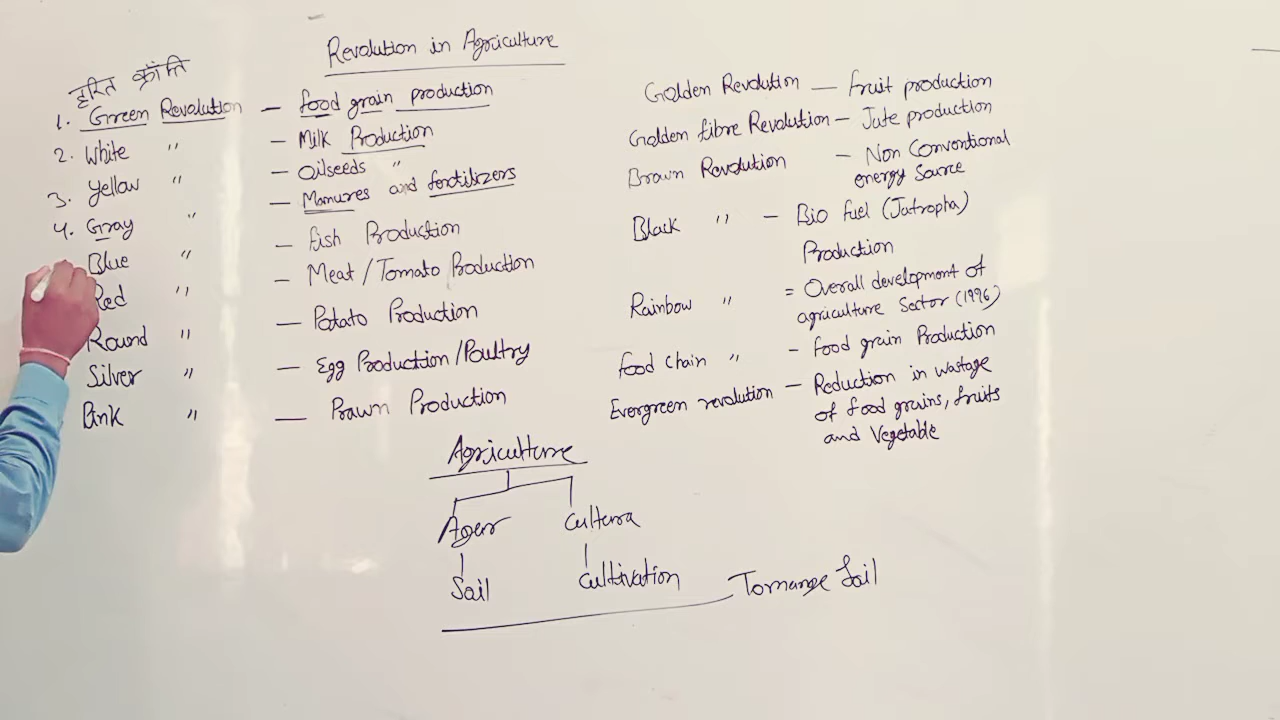 Revolution in Agriculture
हरित क्रॉंति
1. Green Revolution — food grain production
2. White " — Milk Production
3. Yellow " — Oilseeds "
4. Gray " — Manures and fertilizers
Blue " — Fish Production
Red " — Meat/Tomato Production
Round " — Potato Production
Silver " — Egg Production/Poultry
Pink " — Prawn Production
Golden Revolution — fruit production
Golden fibre Revolution — Jute production
Brown Revolution — Non Conventional
energy Source
Black " — Bio fuel (Jatropha)
Production
Rainbow " = Overall development of
agriculture Sector (1996)
food chain " — food grain Production
Evergreen revolution — Reduction in wastage
of food grains, fruits
and Vegetable
Agriculture
Ager Cultura
Soil Cultivation
Soil